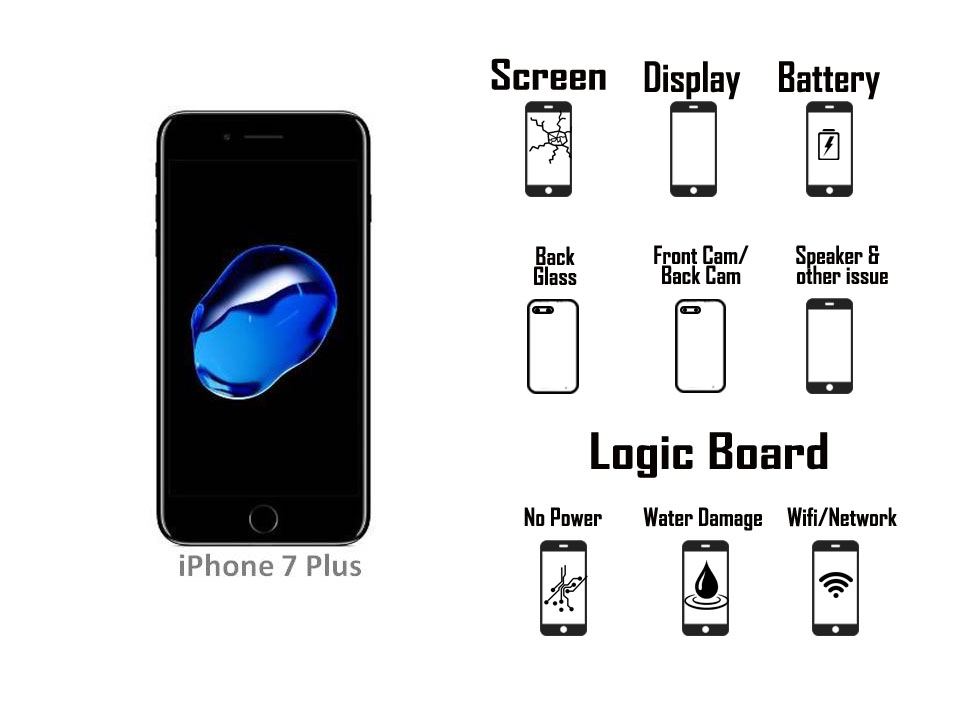 Screen
Display
Battery
Back
Glass
Front Cam/
Back Cam
Speaker &
other issue
Logic Board
No Power
Water Damage
Wifi/Network
iPhone 7 Plus